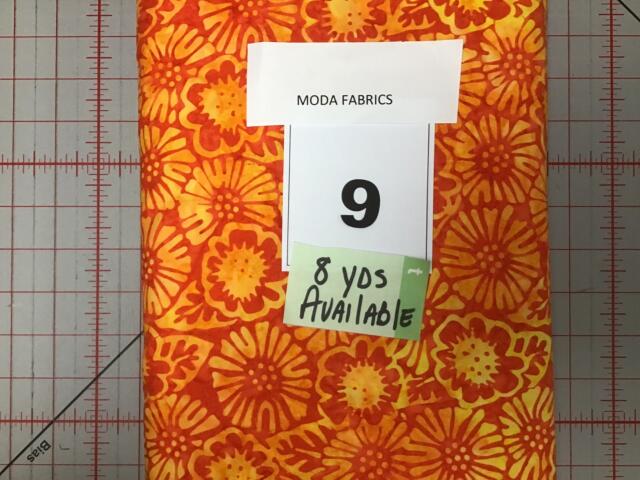 MODA FABRICS
9
8 YDS
AVAILABLE
Bias